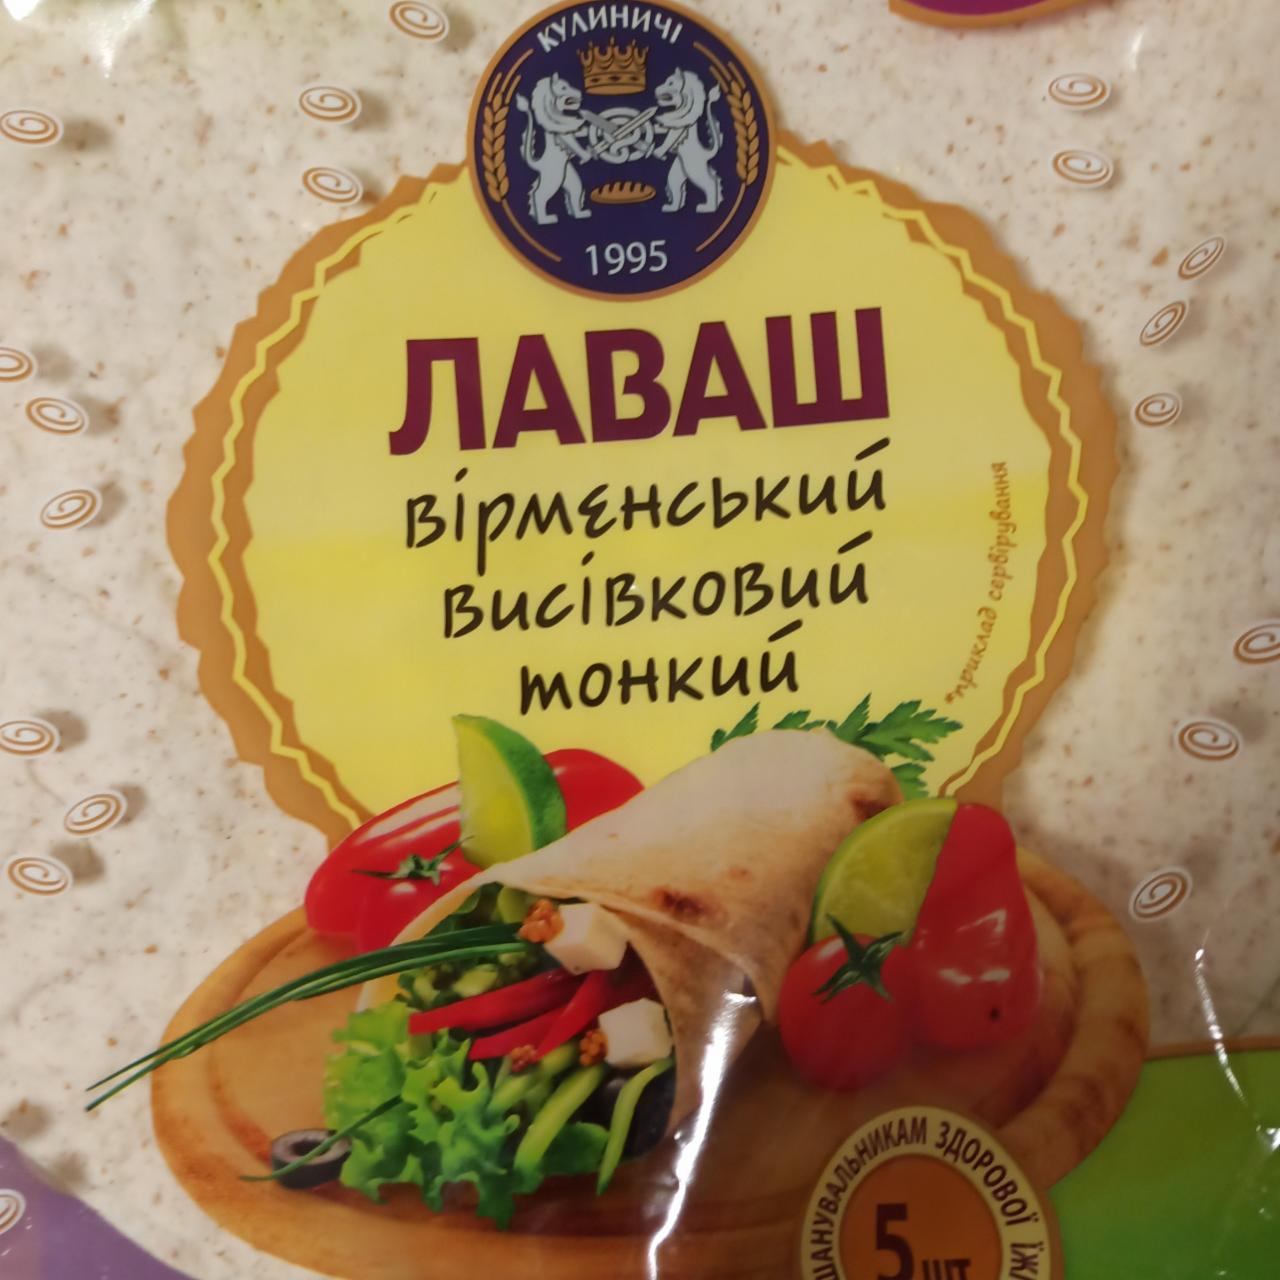 КУЛИНИЧІ
1995
ЛАВАШ
вірменський
висівковий
тонкий
*приклад сервірування
ШАНУВАЛЬНИКАМ ЗДОРОВОЇ ЇЖІ
5 шт